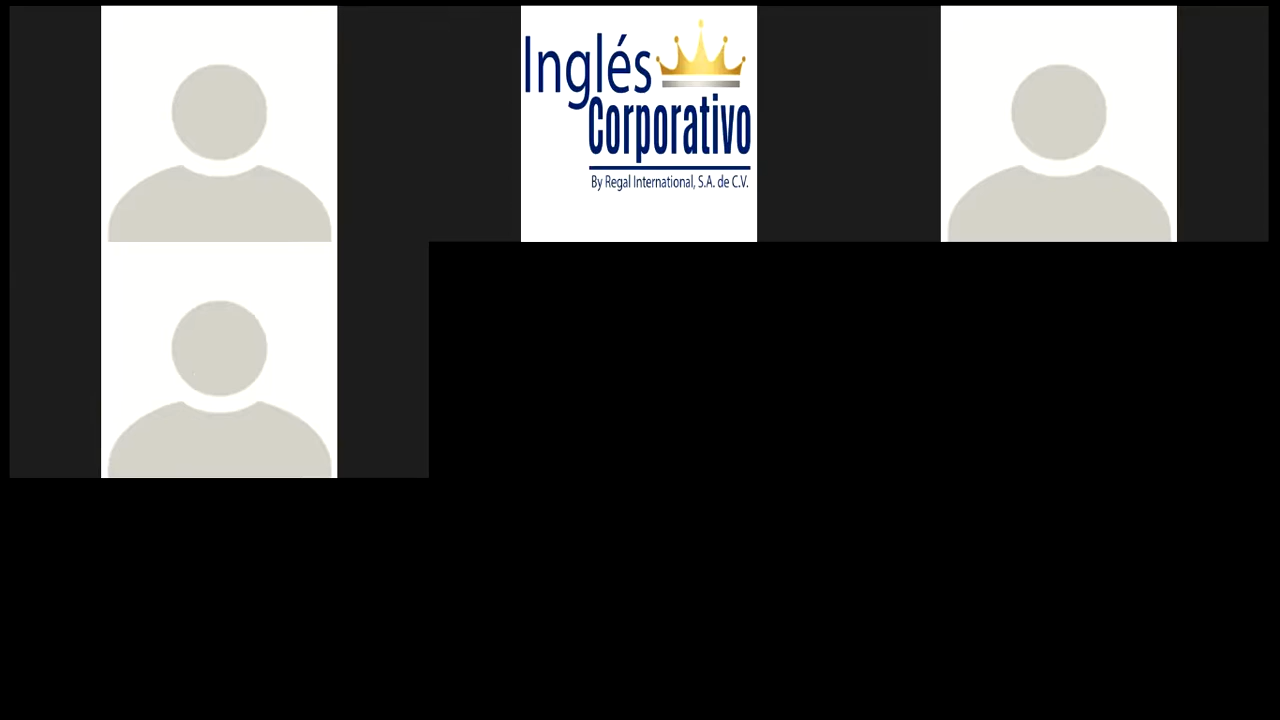 Inglés
Corporativo
By Regal International, S.A. de C.V.